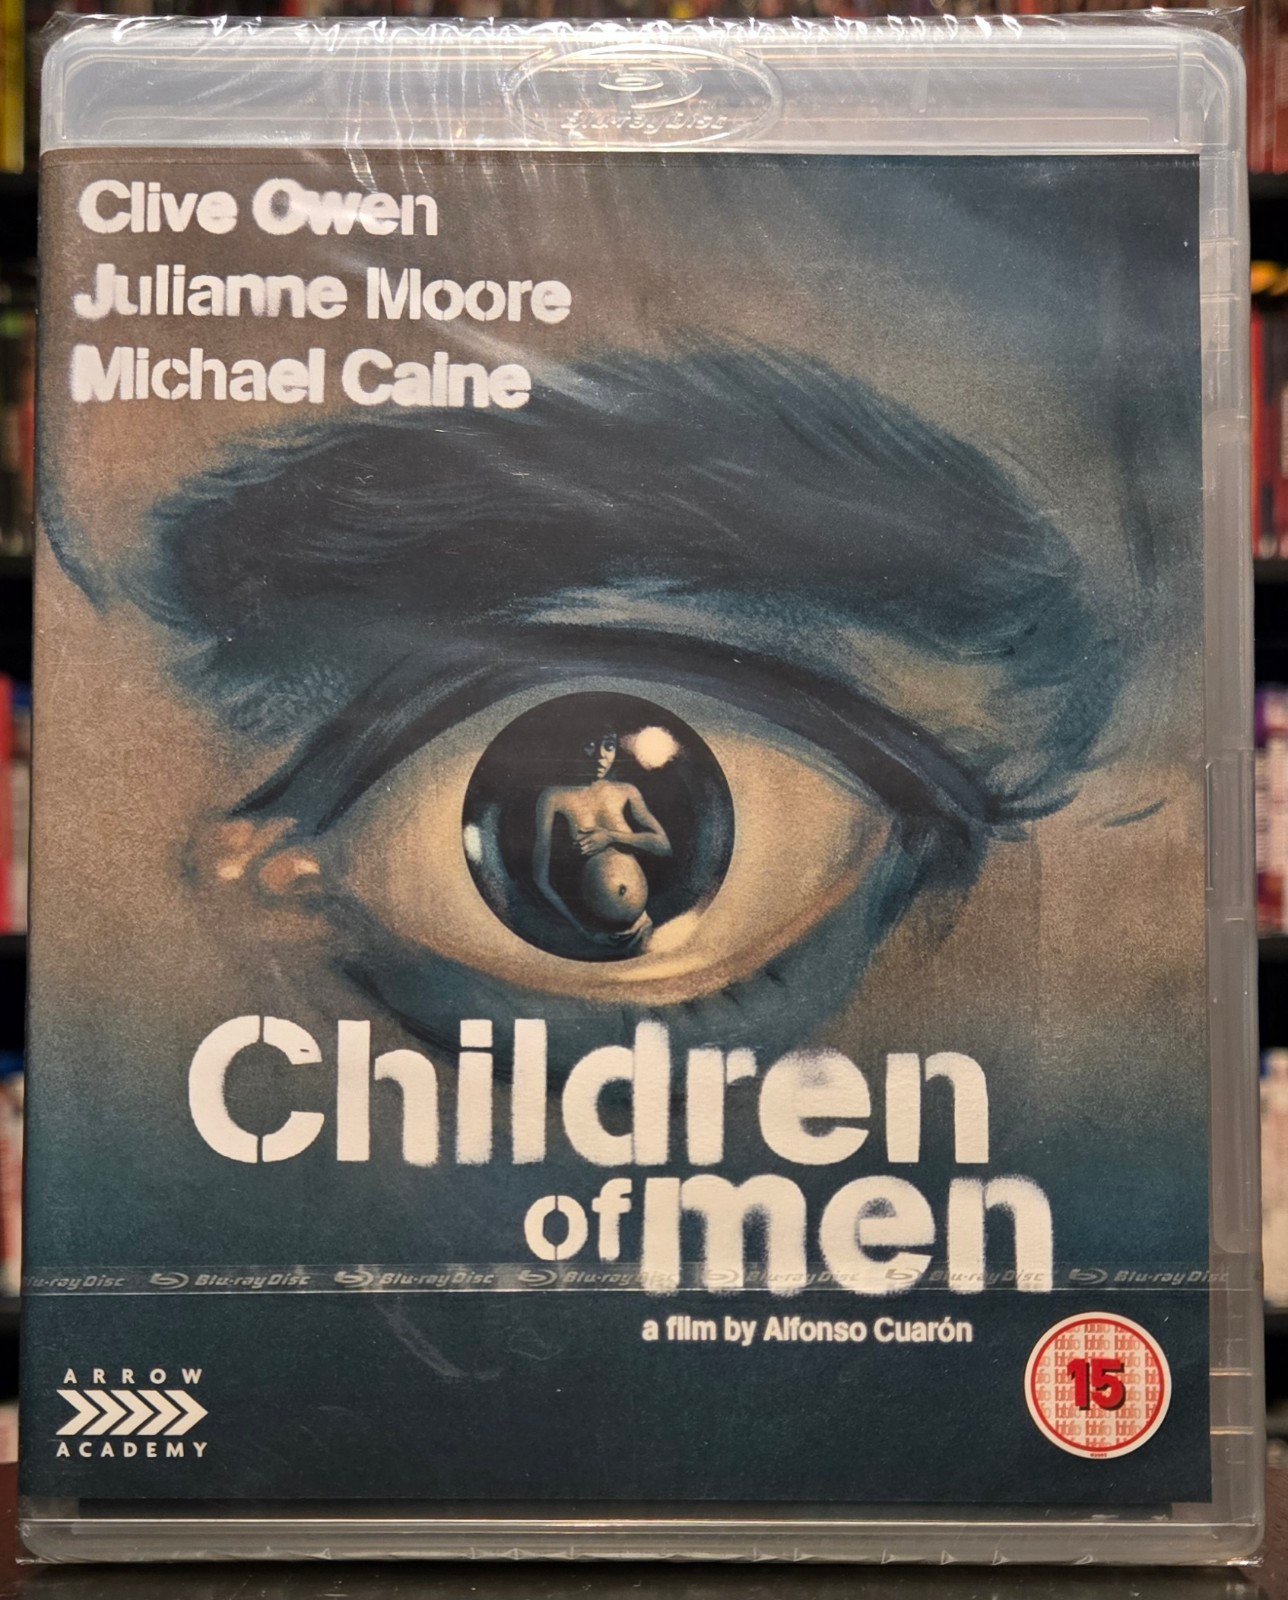 Blu-ray Disc
Clive Owen
Julianne Moore
Michael Caine
Children
of men
Blu-ray Disc Blu-ray Disc Blu-ray Disc Blu-ray Disc Blu-ray Disc Blu-ray Disc Blu-ray Disc
a film by Alfonso Cuarón
ARROW
ACADEMY
15